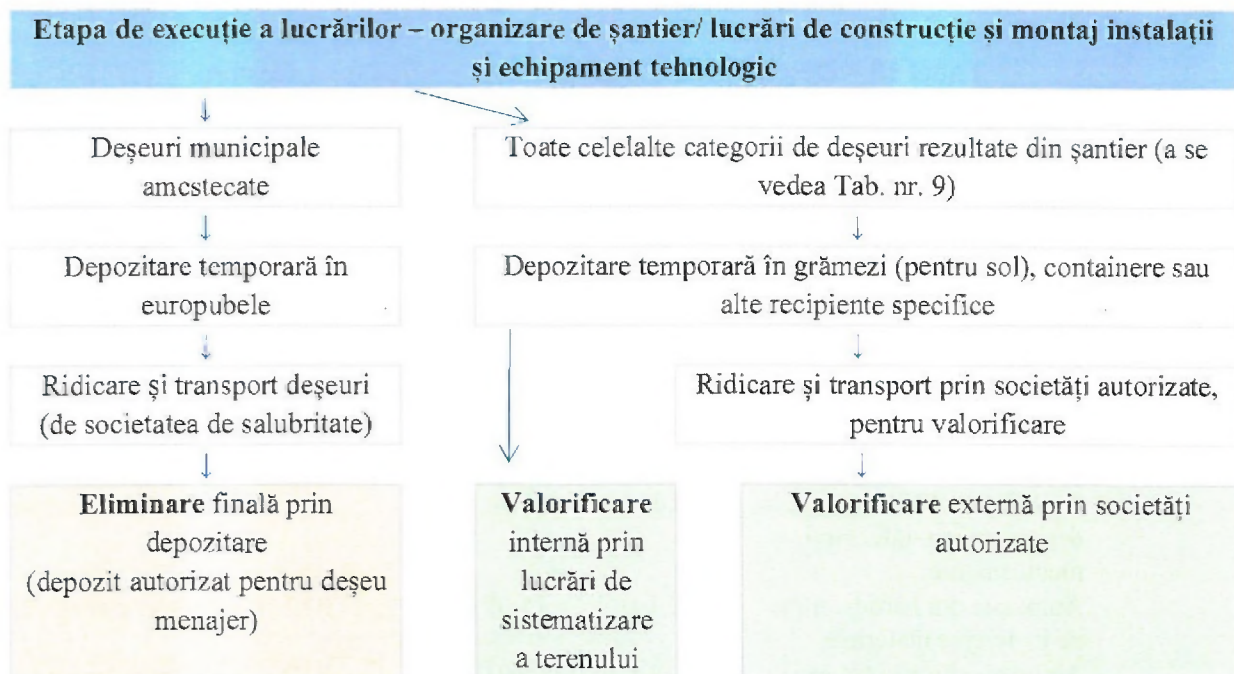 Etapa de execuție a lucrărilor – organizare de șantier/ lucrări de construcție și montaj instalații
și echipament tehnologic
Deșeuri municipale
amestecate
Toate celelalte categorii de deșeuri rezultate din șantier (a se
vedea Tab. nr. 9)
Depozitare temporară în
europubele
Depozitare temporară în grămezi (pentru sol), containere sau
alte recipiente specifice
Ridicare și transport deșeuri
(de societatea de salubritate)
Ridicare și transport prin societăți autorizate,
pentru valorificare
Eliminare finală prin
depozitare
(depozit autorizat pentru deșeu
menajer)
Valorificare
internă prin
lucrări de
sistematizare
a terenului
Valorificare externă prin societăți
autorizate